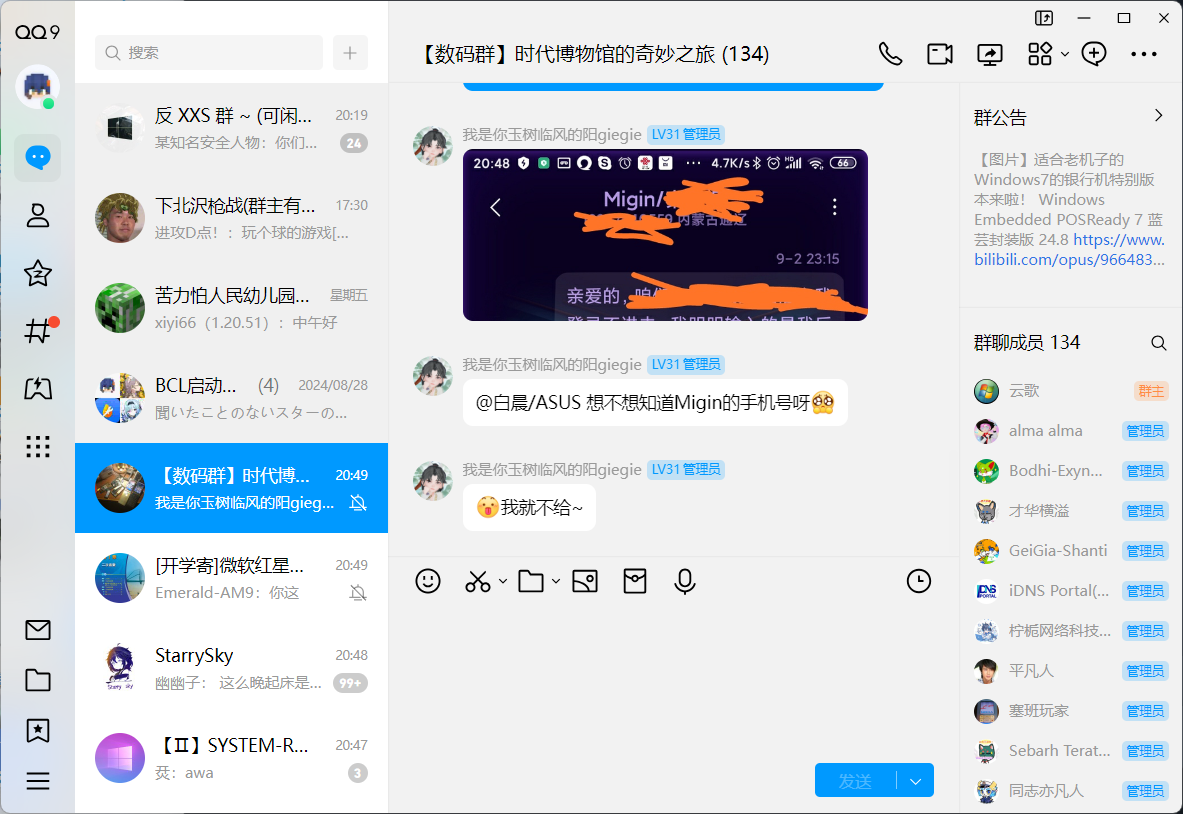 QQ9
搜索
反 XXS 群 ~ (可闲...
20:19
某知名安全人物：你们...
24
下北沢枪战(群主有...
17:30
进攻D点！：玩个球的游戏[...
苦力怕人民幼儿园...
星期五
xiyi66（1.20.51）: 中午好
BCL启动... (4)
2024/08/28
聞いたことのないスターの...
【数码群】时代博...
20:49
我是你玉树临风的阳gieg...
[开学寄]微软红星...
20:49
Emerald-AM9：你这
StarrySky
20:48
幽幽子： 这么晚起床是...
99+
Starry sky
【Ⅱ】SYSTEM-R...
20:47
烎：awa
3
【数码群】时代博物馆的奇妙之旅 (134)
我是你玉树临风的阳giegie LV31 管理员
20:48
4.7K/s
66
Migin/
内蒙古通辽
9-2 23:15
亲爱的，
我是你玉树临风的阳giegie LV31 管理员
@白晨/ASUS 想不想知道Migin的手机号呀
我是你玉树临风的阳giegie LV31 管理员
我就不给~
发送
群公告
【图片】适合老机子的
Windows7的银行机特别版
本来啦！ Windows
Embedded POSReady 7 蓝
芸封装版 24.8 https://www.
bilibili.com/opus/966483...
群聊成员 134
云歌 群主
alma alma 管理员
Bodhi-Exyn... 管理员
才华横溢 管理员
GeiGia-Shanti 管理员
iDNS Portal(... 管理员
柠栀网络科技... 管理员
平凡人 管理员
塞班玩家 管理员
Sebarh Terat... 管理员
同志亦凡人 管理员